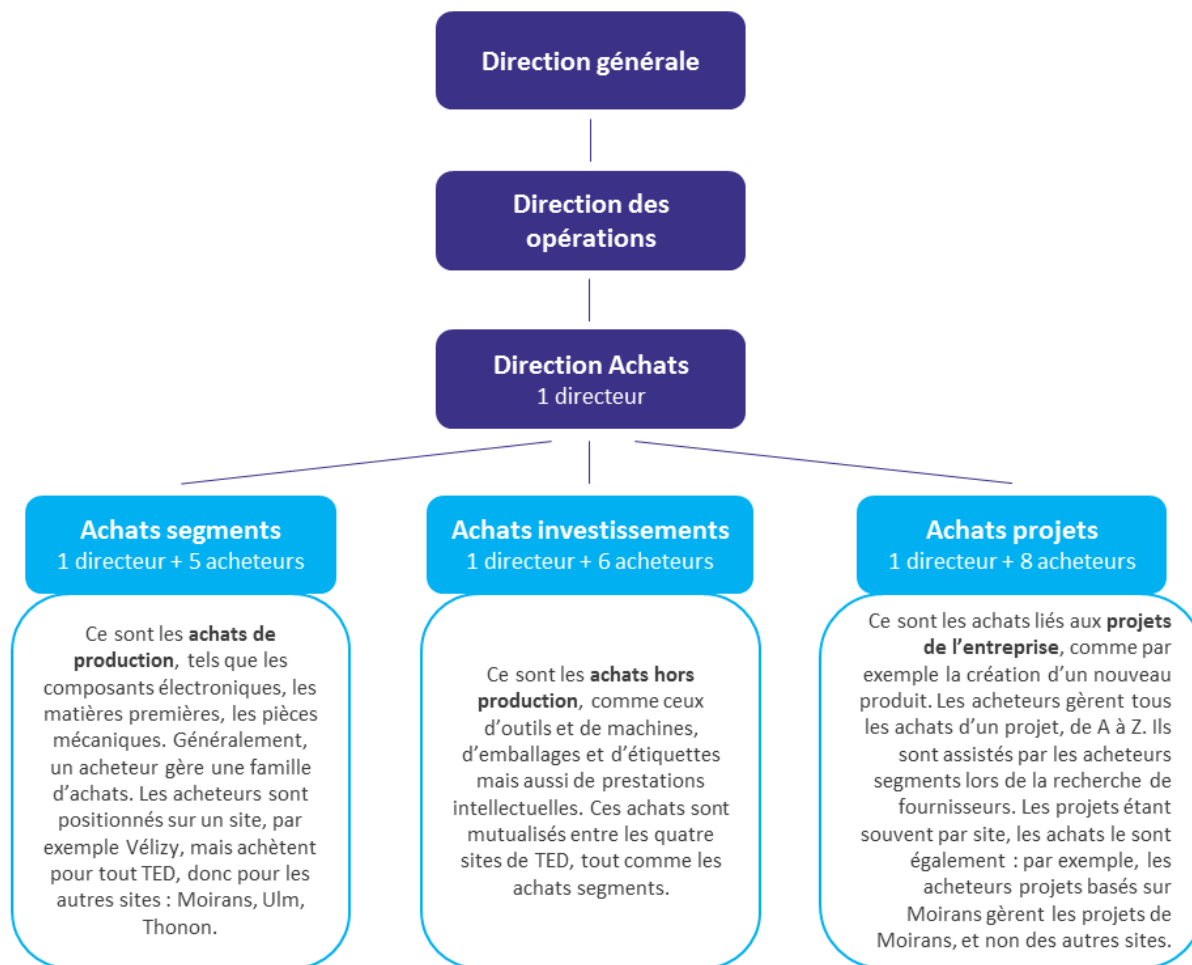 Direction générale
Direction des
opérations
Direction Achats
1 directeur
Achats segments
1 directeur + 5 acheteurs
Ce sont les achats de
production, tels que les
composants électroniques, les
matières premières, les pièces
mécaniques. Généralement,
un acheteur gère une famille
d’achats. Les acheteurs sont
positionnés sur un site, par
exemple Vélizy, mais achètent
pour tout TED, donc pour les
autres sites : Moirans, Ulm,
Thonon.
Achats investissements
1 directeur + 6 acheteurs
Ce sont les achats hors
production, comme ceux
d’outils et de machines,
d’emballages et d’étiquettes
mais aussi de prestations
intellectuelles. Ces achats sont
mutualisés entre les quatre
sites de TED, tout comme les
achats segments.
Achats projets
1 directeur + 8 acheteurs
Ce sont les achats liés aux projets
de l’entreprise, comme par
exemple la création d’un nouveau
produit. Les acheteurs gèrent tous
les achats d’un projet, de A à Z. Ils
sont assistés par les acheteurs
segments lors de la recherche de
fournisseurs. Les projets étant
souvent par site, les achats le sont
également : par exemple, les
acheteurs projets basés sur
Moirans gèrent les projets de
Moirans, et non des autres sites.